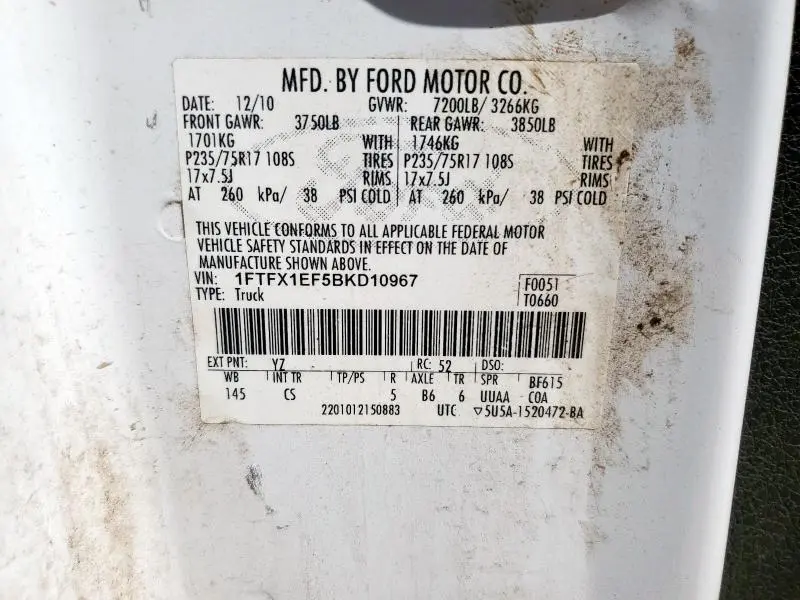 MFD. BY FORD MOTOR CO.
DATE: 12/10 GVWR: 7200LB/ 3266KG
FRONT GAWR: 3750LB REAR GAWR: 3850LB
1701KG WITH 1746KG WITH
P235/75R17 108S TIRES P235/75R17 108S TIRES
17x7.5J RIMS 17x7.5J RIMS
AT 260 kPa/ 38 PSI COLD AT 260 kPa/ 38 PSI COLD
THIS VEHICLE CONFORMS TO ALL APPLICABLE FEDERAL MOTOR
VEHICLE SAFETY STANDARDS IN EFFECT ON THE DATE OF
MANUFACTURE SHOWN ABOVE.
VIN: 1FTFX1EF5BKD10967 F0051
TYPE: Truck T0660
EXT PNT: YZ RC: 52 DSO:
WB INT TR TP/PS R AXLE TR SPR BF615
145 CS 5 B6 6 UUAA COA
2201012150883 UTC ▽5U5A-1520472-BA